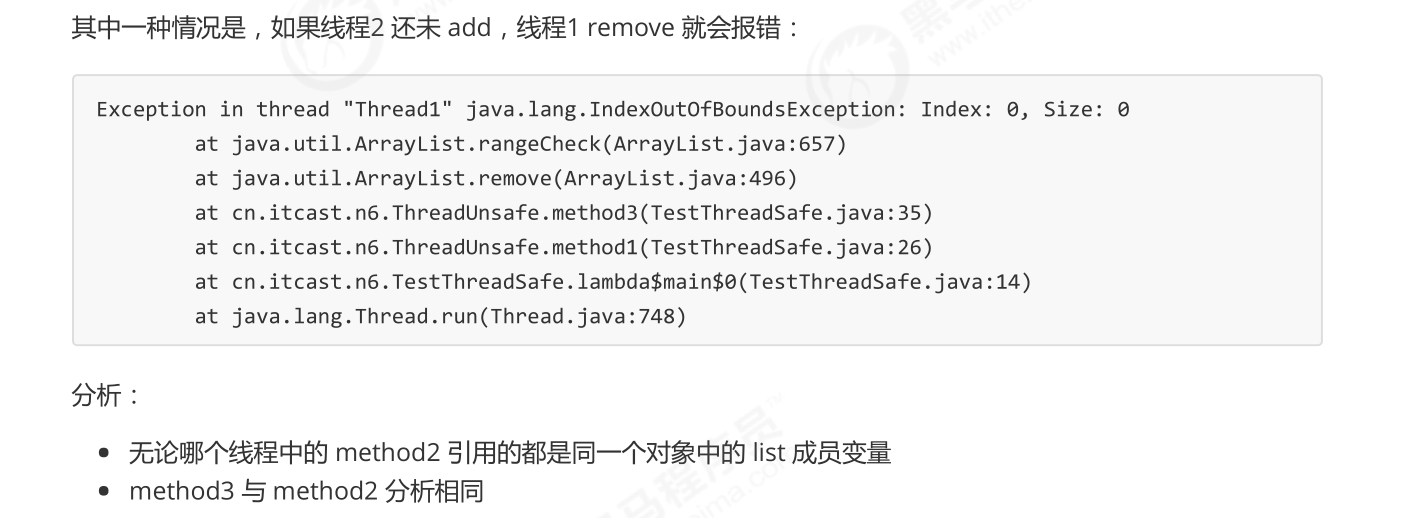 其中一种情况是，如果线程2 还未 add，线程1 remove 就会报错：
Exception in thread "Thread1" java.lang.IndexOutOfBoundsException: Index: 0, Size: 0
at java.util.ArrayList.rangeCheck(ArrayList.java:657)
at java.util.ArrayList.remove(ArrayList.java:496)
at cn.itcast.n6.ThreadUnsafe.method3(TestThreadSafe.java:35)
at cn.itcast.n6.ThreadUnsafe.method1(TestThreadSafe.java:26)
at cn.itcast.n6.TestThreadSafe.lambda$main$0(TestThreadSafe.java:14)
at java.lang.Thread.run(Thread.java:748)
分析：
无论哪个线程中的 method2 引用的都是同一个对象中的 list 成员变量
method3 与 method2 分析相同